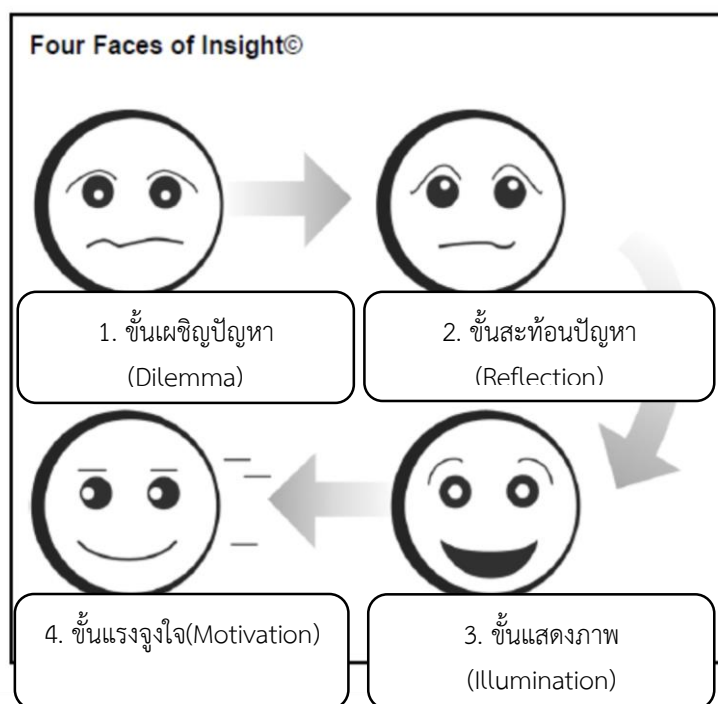 Four Faces of Insight©
1. ขั้นเผชิญปัญหา
(Dilemma)
2. ขั้นสะท้อนปัญหา
(Reflection)
4. ขั้นแรงจูงใจ(Motivation)
3. ขั้นแสดงภาพ
(Illumination)